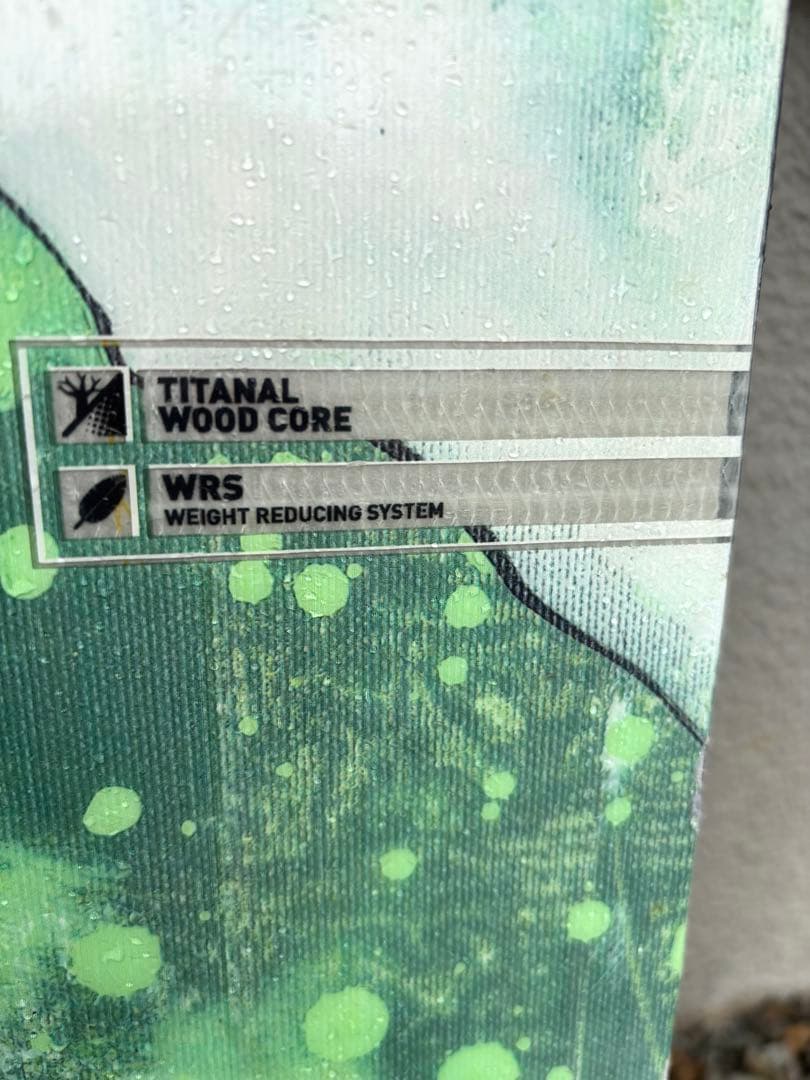 TITANAL
WOOD CORE
WRS
WEIGHT REDUCING SYSTEM